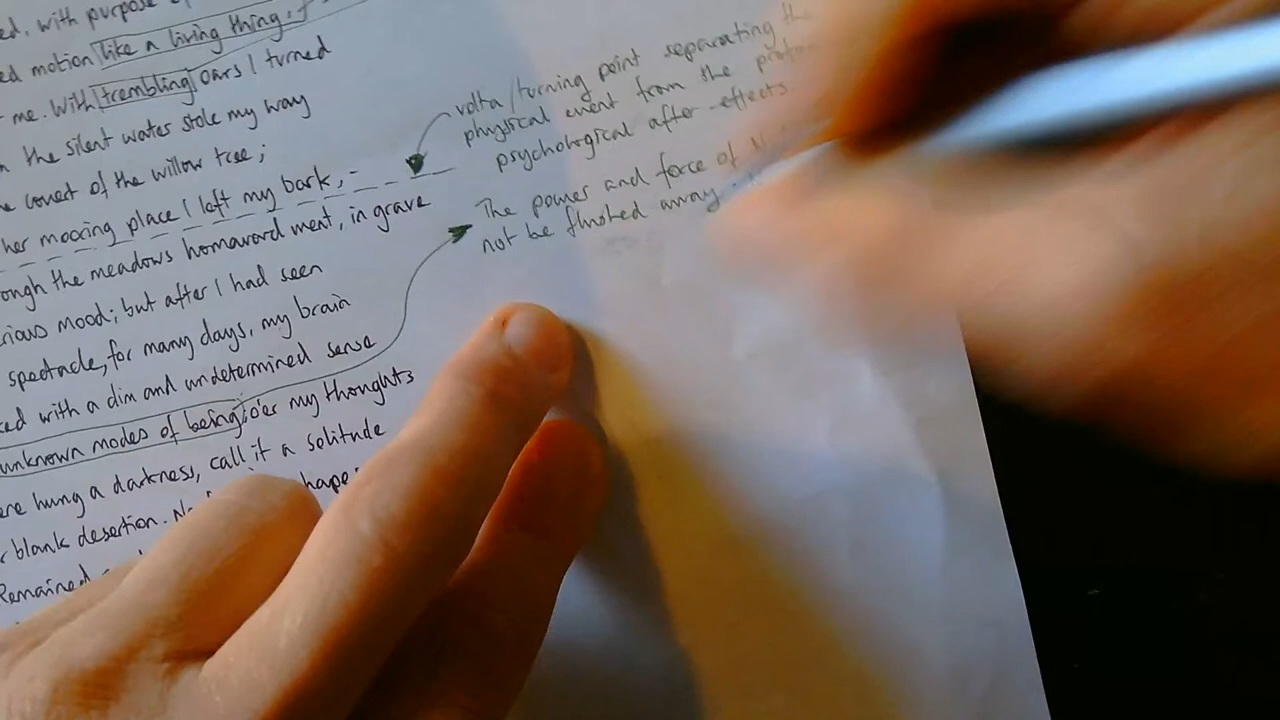 ed, with purpose
ed motion like a living thing,
me. With trembling oars I turned
the silent water stole my way
covert of the willow tree;
her mooring place I left my bark, -
ough the meadows homeward went, in grave
rious mood; but after I had seen
spectacle, for many days, my brain
ked with a dim and undetermined sense
unknown modes of being; o'er my thoughts
ere hung a darkness, call it a solitude
r blank desertion. No hape
Remained
volta / turning point separating th
physical event from the
psychological after-effects.
The power and force of
not be flushed away